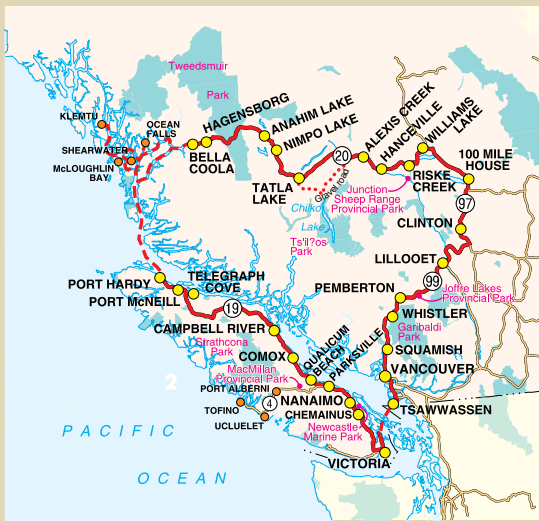 Tweedsmuir
Park
KLEMTU
OCEAN
FALLS
SHEARWATER
McLOUGHLIN
BAY
BELLA
COOLA
HAGENSBORG
ANAHIM LAKE
NIMPO LAKE
TATLA
LAKE
20
Gravel road
ALEXIS CREEK
HANCEVILLE
WILLIAMS
LAKE
RISKE
CREEK
100 MILE
HOUSE
Junction
Sheep Range
Provincial Park
Chilko
Lake
Ts'il?os
Park
97
CLINTON
LILLOOET
99
PEMBERTON
Joffre Lakes
Provincial Park
WHISTLER
Garibaldi
Park
SQUAMISH
VANCOUVER
TSAWWASSEN
PORT HARDY
PORT McNEILL
TELEGRAPH
COVE
19
CAMPBELL RIVER
Strathcona
Park
COMOX
QUALICUM
BEACH
PARKSVILLE
MacMillan
Provincial Park
2
PORT ALBERNI
4
TOFINO
UCLUELET
NANAIMO
CHEMAINUS
Newcastle
Marine Park
VICTORIA
PACIFIC
OCEAN